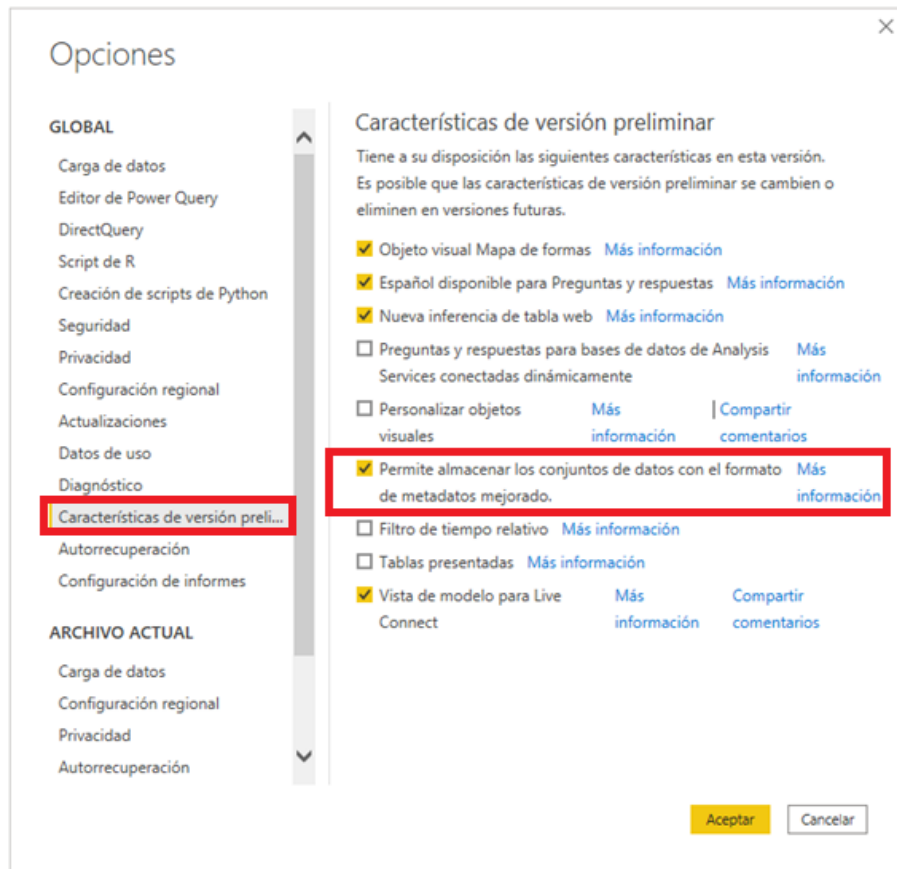 Opciones
GLOBAL
Carga de datos
Editor de Power Query
DirectQuery
Script de R
Creación de scripts de Python
Seguridad
Privacidad
Configuración regional
Actualizaciones
Datos de uso
Diagnóstico
Características de versión preli...
Autorrecuperación
Configuración de informes
ARCHIVO ACTUAL
Carga de datos
Configuración regional
Privacidad
Autorrecuperación
Características de versión preliminar
Tiene a su disposición las siguientes características en esta versión.
Es posible que las características de versión preliminar se cambien o
eliminen en versiones futuras.
Objeto visual Mapa de formas Más información
Español disponible para Preguntas y respuestas Más información
Nueva inferencia de tabla web Más información
Preguntas y respuestas para bases de datos de Analysis Más
Services conectadas dinámicamente información
Personalizar objetos Más Compartir
visuales información comentarios
Permite almacenar los conjuntos de datos con el formato Más
de metadatos mejorado. información
Filtro de tiempo relativo Más información
Tablas presentadas Más información
Vista de modelo para Live Más Compartir
Connect información comentarios
Aceptar Cancelar